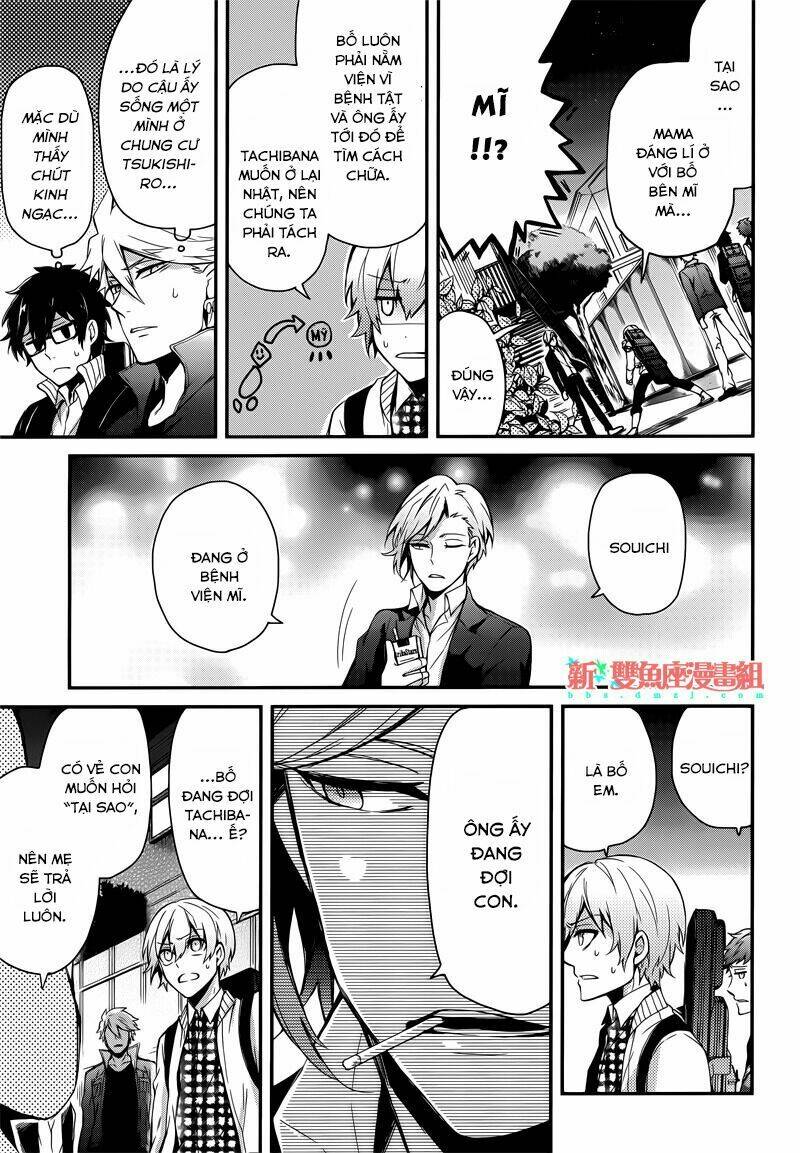 TẠI
SAO
...
MAMA
ĐÁNG LÍ Ở
VỚI BỐ
BÊN MĨ
MÀ...
MĨ
!!?
ĐÚNG
VẬY...
BỐ LUÔN
PHẢI NẰM
VIỆN VÌ
BỆNH TẬT
VÀ ÔNG ẤY
TỚI ĐÓ ĐỂ
TÌM CÁCH
CHỮA.
TACHIBANA
MUỐN Ở LẠI
NHẬT, NÊN
CHÚNG TA
PHẢI TÁCH
RA.
MỸ
...ĐÓ LÀ LÝ
DO CẬU ẤY
SỐNG MỘT
MÌNH Ở
CHUNG CƯ
TSUKISHI-
RO...
MẶC DÙ
MÌNH
THẤY
CHÚT
KINH
NGẠC...
SOUICHI
ĐANG Ở
BỆNH
VIỆN MĨ.
新 雙魚座漫畫組
bbs.dmzj.com
SOUICHI?
LÀ BỐ
EM.
ÔNG ẤY
ĐANG
ĐỢI
CON.
...BỐ
ĐANG ĐỢI
TACHIBA-
NA... Ế?
CÓ VẺ CON
MUỐN HỎI
"TẠI SAO",
NÊN MẸ
SẼ TRẢ
LỜI
LUÔN.